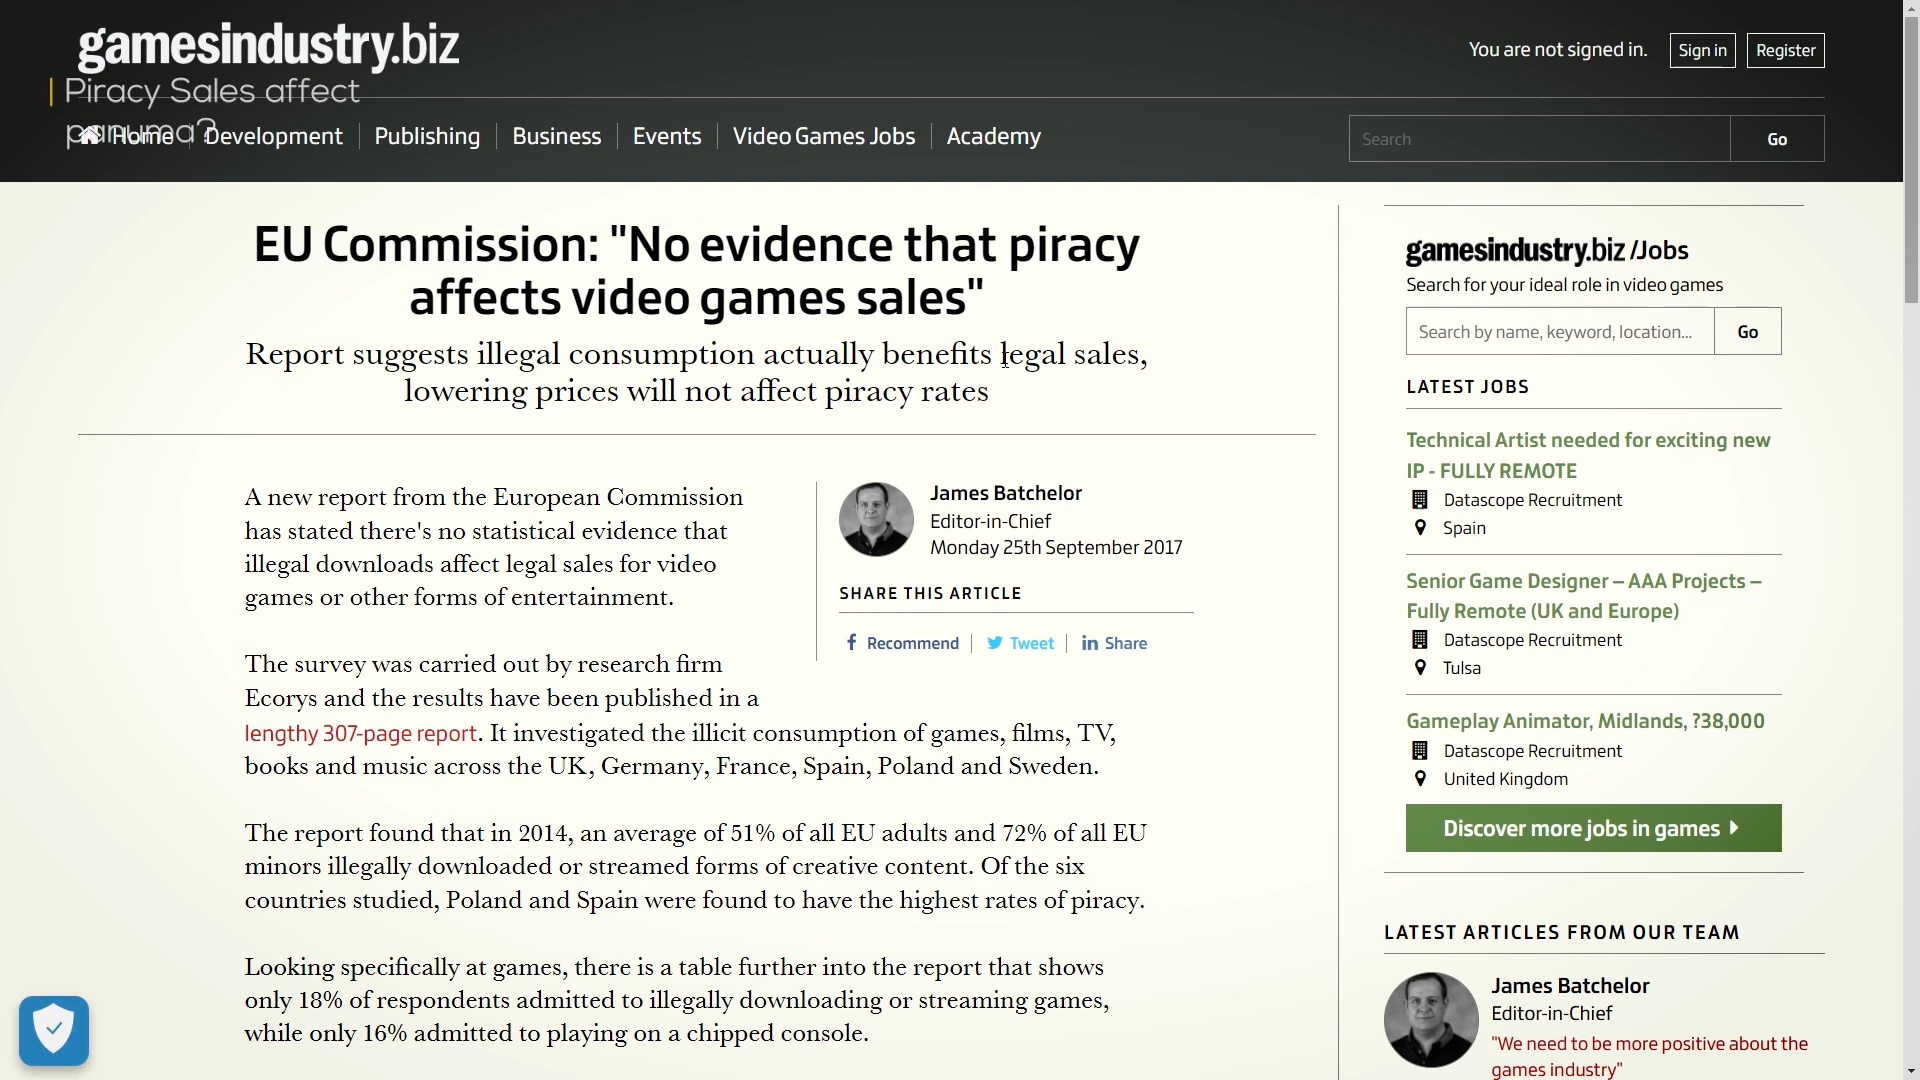 gamesindustry.biz
You are not signed in.
Sign in
Register
Piracy Sales affect
panuma?
Home
Development
Publishing
Business
Events
Video Games Jobs
Academy
Search
Go
EU Commission: "No evidence that piracy
affects video games sales"
Report suggests illegal consumption actually benefits legal sales,
lowering prices will not affect piracy rates
A new report from the European Commission
has stated there's no statistical evidence that
illegal downloads affect legal sales for video
games or other forms of entertainment.
James Batchelor
Editor-in-Chief
Monday 25th September 2017
SHARE THIS ARTICLE
Recommend
Tweet
Share
The survey was carried out by research firm
Ecorys and the results have been published in a
lengthy 307-page report. It investigated the illicit consumption of games, films, TV,
books and music across the UK, Germany, France, Spain, Poland and Sweden.
The report found that in 2014, an average of 51% of all EU adults and 72% of all EU
minors illegally downloaded or streamed forms of creative content. Of the six
countries studied, Poland and Spain were found to have the highest rates of piracy.
Looking specifically at games, there is a table further into the report that shows
only 18% of respondents admitted to illegally downloading or streaming games,
while only 16% admitted to playing on a chipped console.
gamesindustry.biz /Jobs
Search for your ideal role in video games
Search by name, keyword, location...
Go
LATEST JOBS
Technical Artist needed for exciting new
IP - FULLY REMOTE
Datascope Recruitment
Spain
Senior Game Designer – AAA Projects –
Fully Remote (UK and Europe)
Datascope Recruitment
Tulsa
Gameplay Animator, Midlands, ?38,000
Datascope Recruitment
United Kingdom
Discover more jobs in games
LATEST ARTICLES FROM OUR TEAM
James Batchelor
Editor-in-Chief
"We need to be more positive about the
games industry"